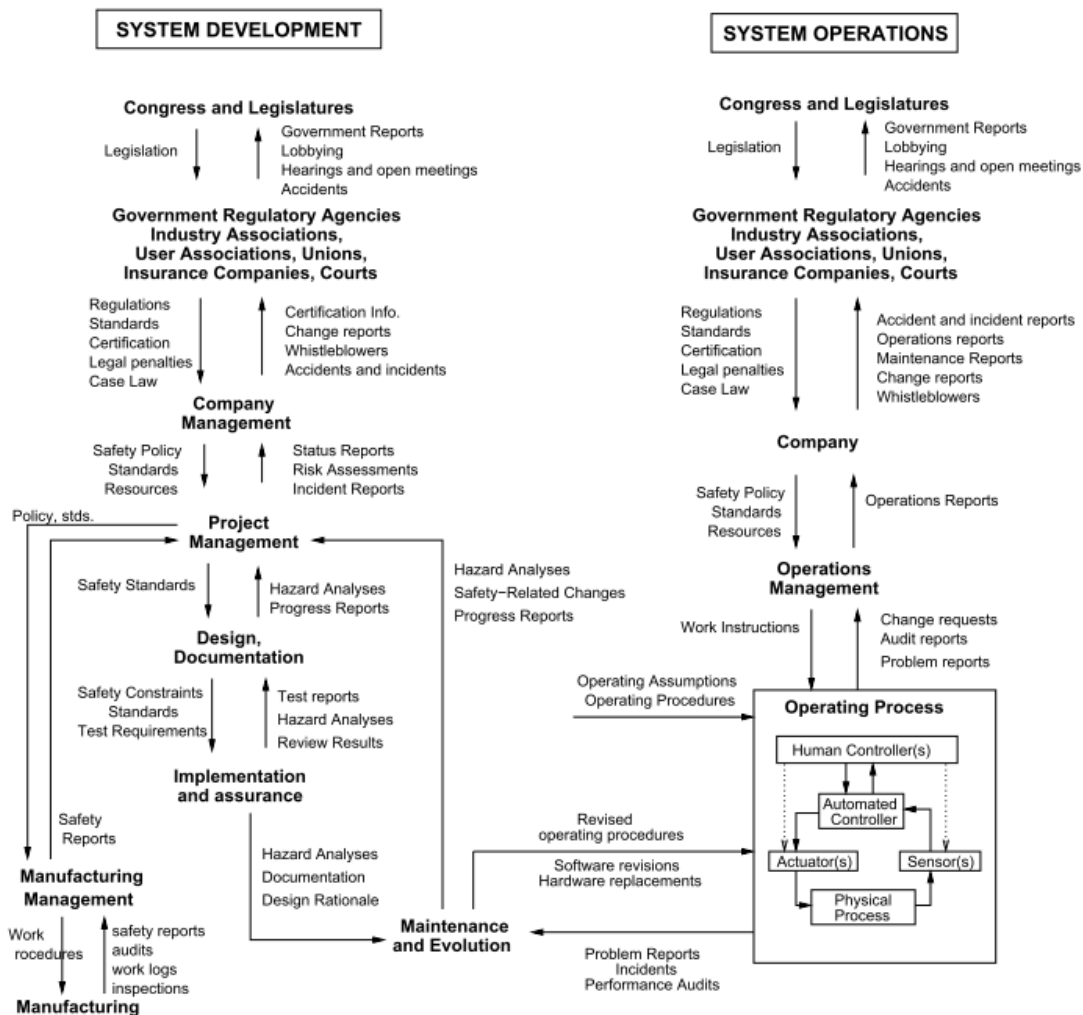 SYSTEM DEVELOPMENT
Congress and Legislatures
Legislation
Government Reports
Lobbying
Hearings and open meetings
Accidents
Government Regulatory Agencies
Industry Associations,
User Associations, Unions,
Insurance Companies, Courts
Regulations
Standards
Certification
Legal penalties
Case Law
Certification Info.
Change reports
Whistleblowers
Accidents and incidents
Company
Management
Safety Policy
Standards
Resources
Status Reports
Risk Assessments
Incident Reports
Policy, stds.
Project
Management
Safety Standards
Hazard Analyses
Progress Reports
Hazard Analyses
Safety-Related Changes
Progress Reports
Design,
Documentation
Safety Constraints
Standards
Test Requirements
Test reports
Hazard Analyses
Review Results
Implementation
and assurance
Safety
Reports
Hazard Analyses
Documentation
Design Rationale
Manufacturing
Management
Work
rocedures
safety reports
audits
work logs
inspections
Manufacturing
Maintenance
and Evolution
Revised
operating procedures
Software revisions
Hardware replacements
Problem Reports
Incidents
Performance Audits
SYSTEM OPERATIONS
Congress and Legislatures
Legislation
Government Reports
Lobbying
Hearings and open meetings
Accidents
Government Regulatory Agencies
Industry Associations,
User Associations, Unions,
Insurance Companies, Courts
Regulations
Standards
Certification
Legal penalties
Case Law
Accident and incident reports
Operations reports
Maintenance Reports
Change reports
Whistleblowers
Company
Safety Policy
Standards
Resources
Operations Reports
Operations
Management
Work Instructions
Change requests
Audit reports
Problem reports
Operating Assumptions
Operating Procedures
Operating Process
Human Controller(s)
Automated
Controller
Actuator(s)
Sensor(s)
Physical
Process